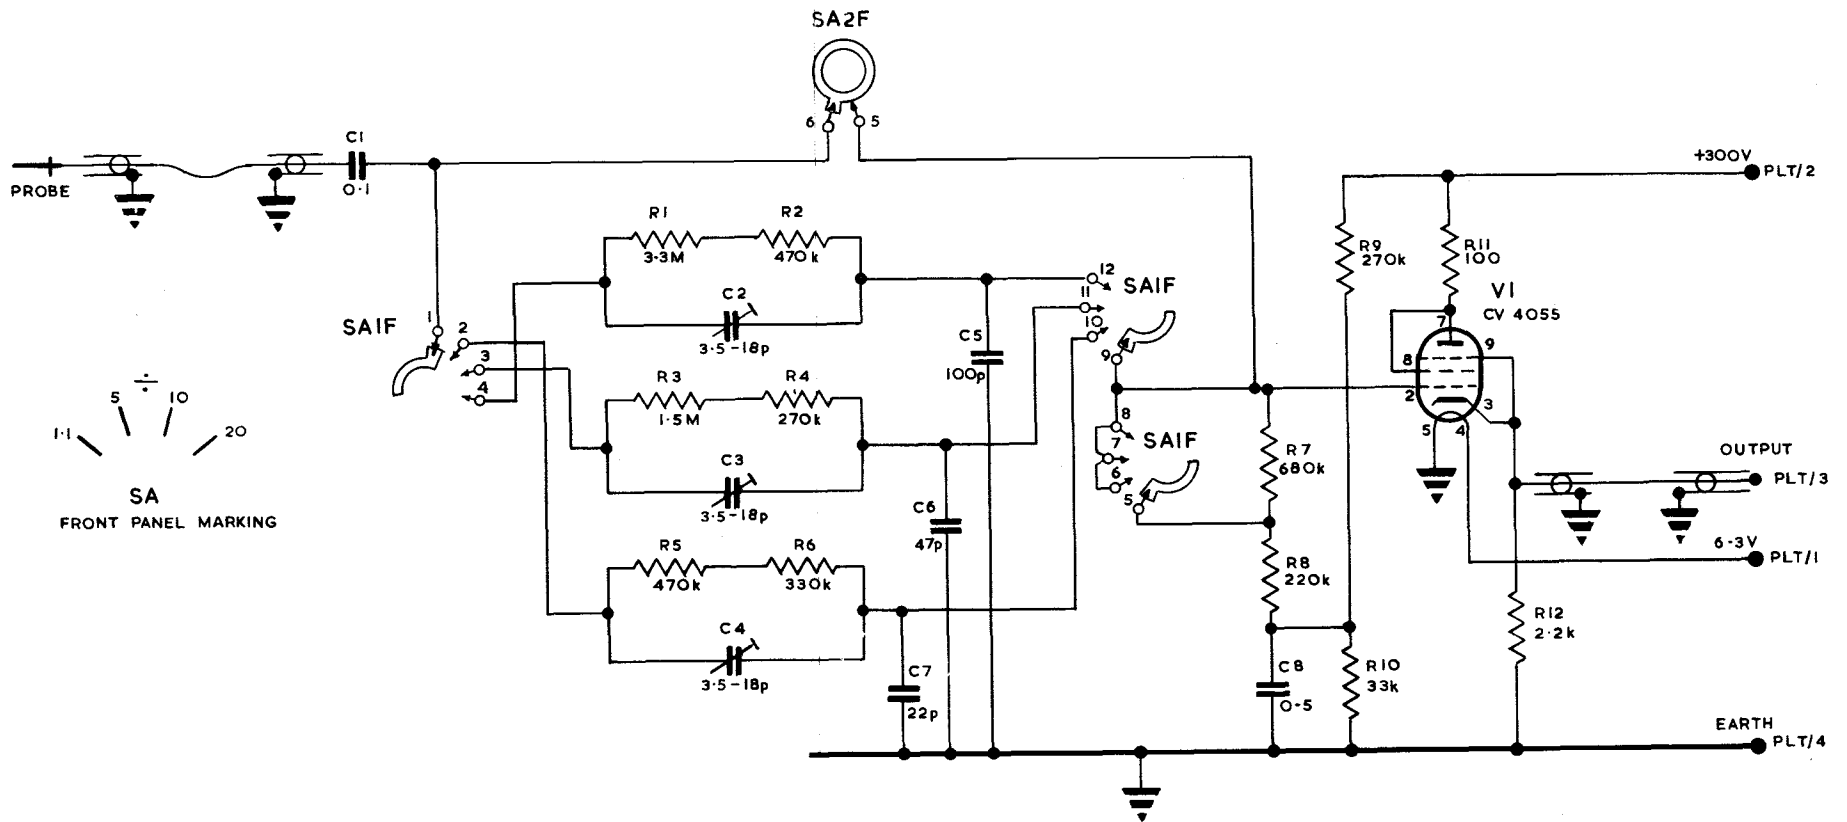 SA2F
6
5
C1
0·1
PROBE
+300V
PLT/2
R1
3·3M
R2
470k
C2
3·5-18p
R9
270k
R11
100
V1
CV 4055
12
SA1F
11
10
9
SA1F
1
2
3
4
C5
100p
7
8
9
2
3
5
4
÷
5
10
1·1
20
SA
FRONT PANEL MARKING
R3
1·5M
R4
270k
C3
3·5-18p
8
7
6
5
SA1F
R7
680k
OUTPUT
PLT/3
C6
47p
6·3V
PLT/1
R5
470k
R6
330k
C4
3·5-18p
R8
220k
R12
2·2k
C7
22p
C8
0·5
R10
33k
EARTH
PLT/4